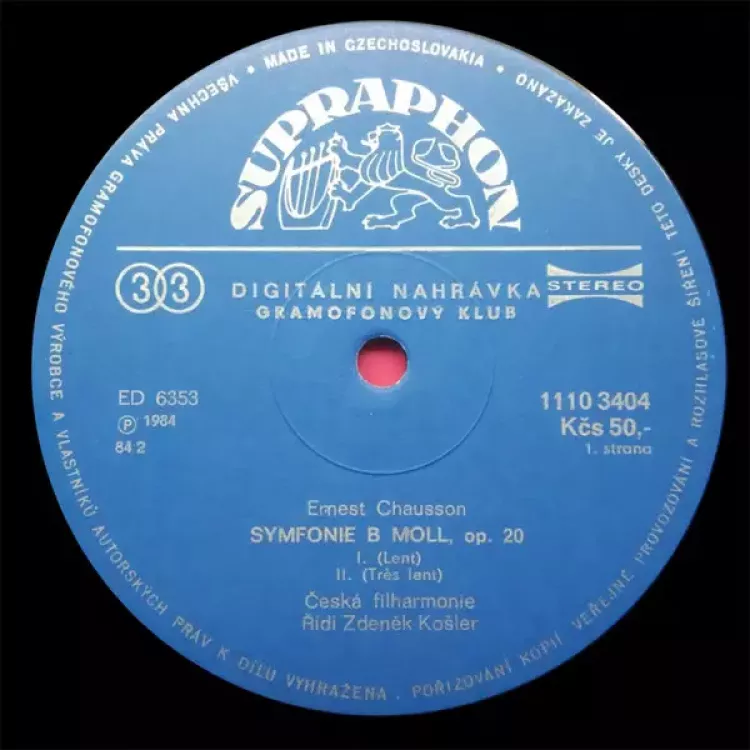 VŠECHNA PRÁVA GRAMOFONOVÉHO VÝROBCE A VLASTNÍKŮ AUTORSKÝCH PRÁV K DÍLU VYHRAŽENA . POŘIZOVÁNÍ KOPIÍ, VEŘEJNÉ PROVOZOVÁNÍ A ROZHLASOVÉ ŠÍŘENÍ TÉTO DESKY JE ZAKÁZÁNO • MADE IN CZECHOSLOVAKIA •
SUPRAPHON
33
DIGITÁLNÍ NAHRÁVKA
STEREO
GRAMOFONOVÝ KLUB
ED 6353
Ⓟ 1984
84 2
1110 3404
Kčs 50,-
1. strana
Ernest Chausson
SYMFONIE B MOLL, op. 20
I. (Lent)
II. (Très lent)
Česká filharmonie
Řídí Zdeněk Košler